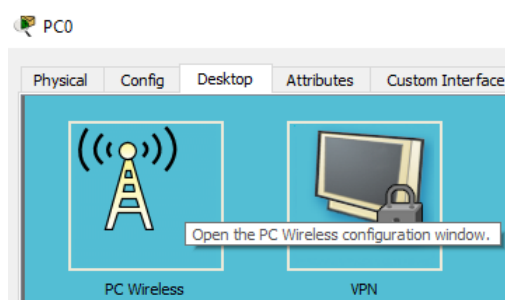 PC0
Physical Config Desktop Attributes Custom Interface
Open the PC Wireless configuration window.
PC Wireless VPN